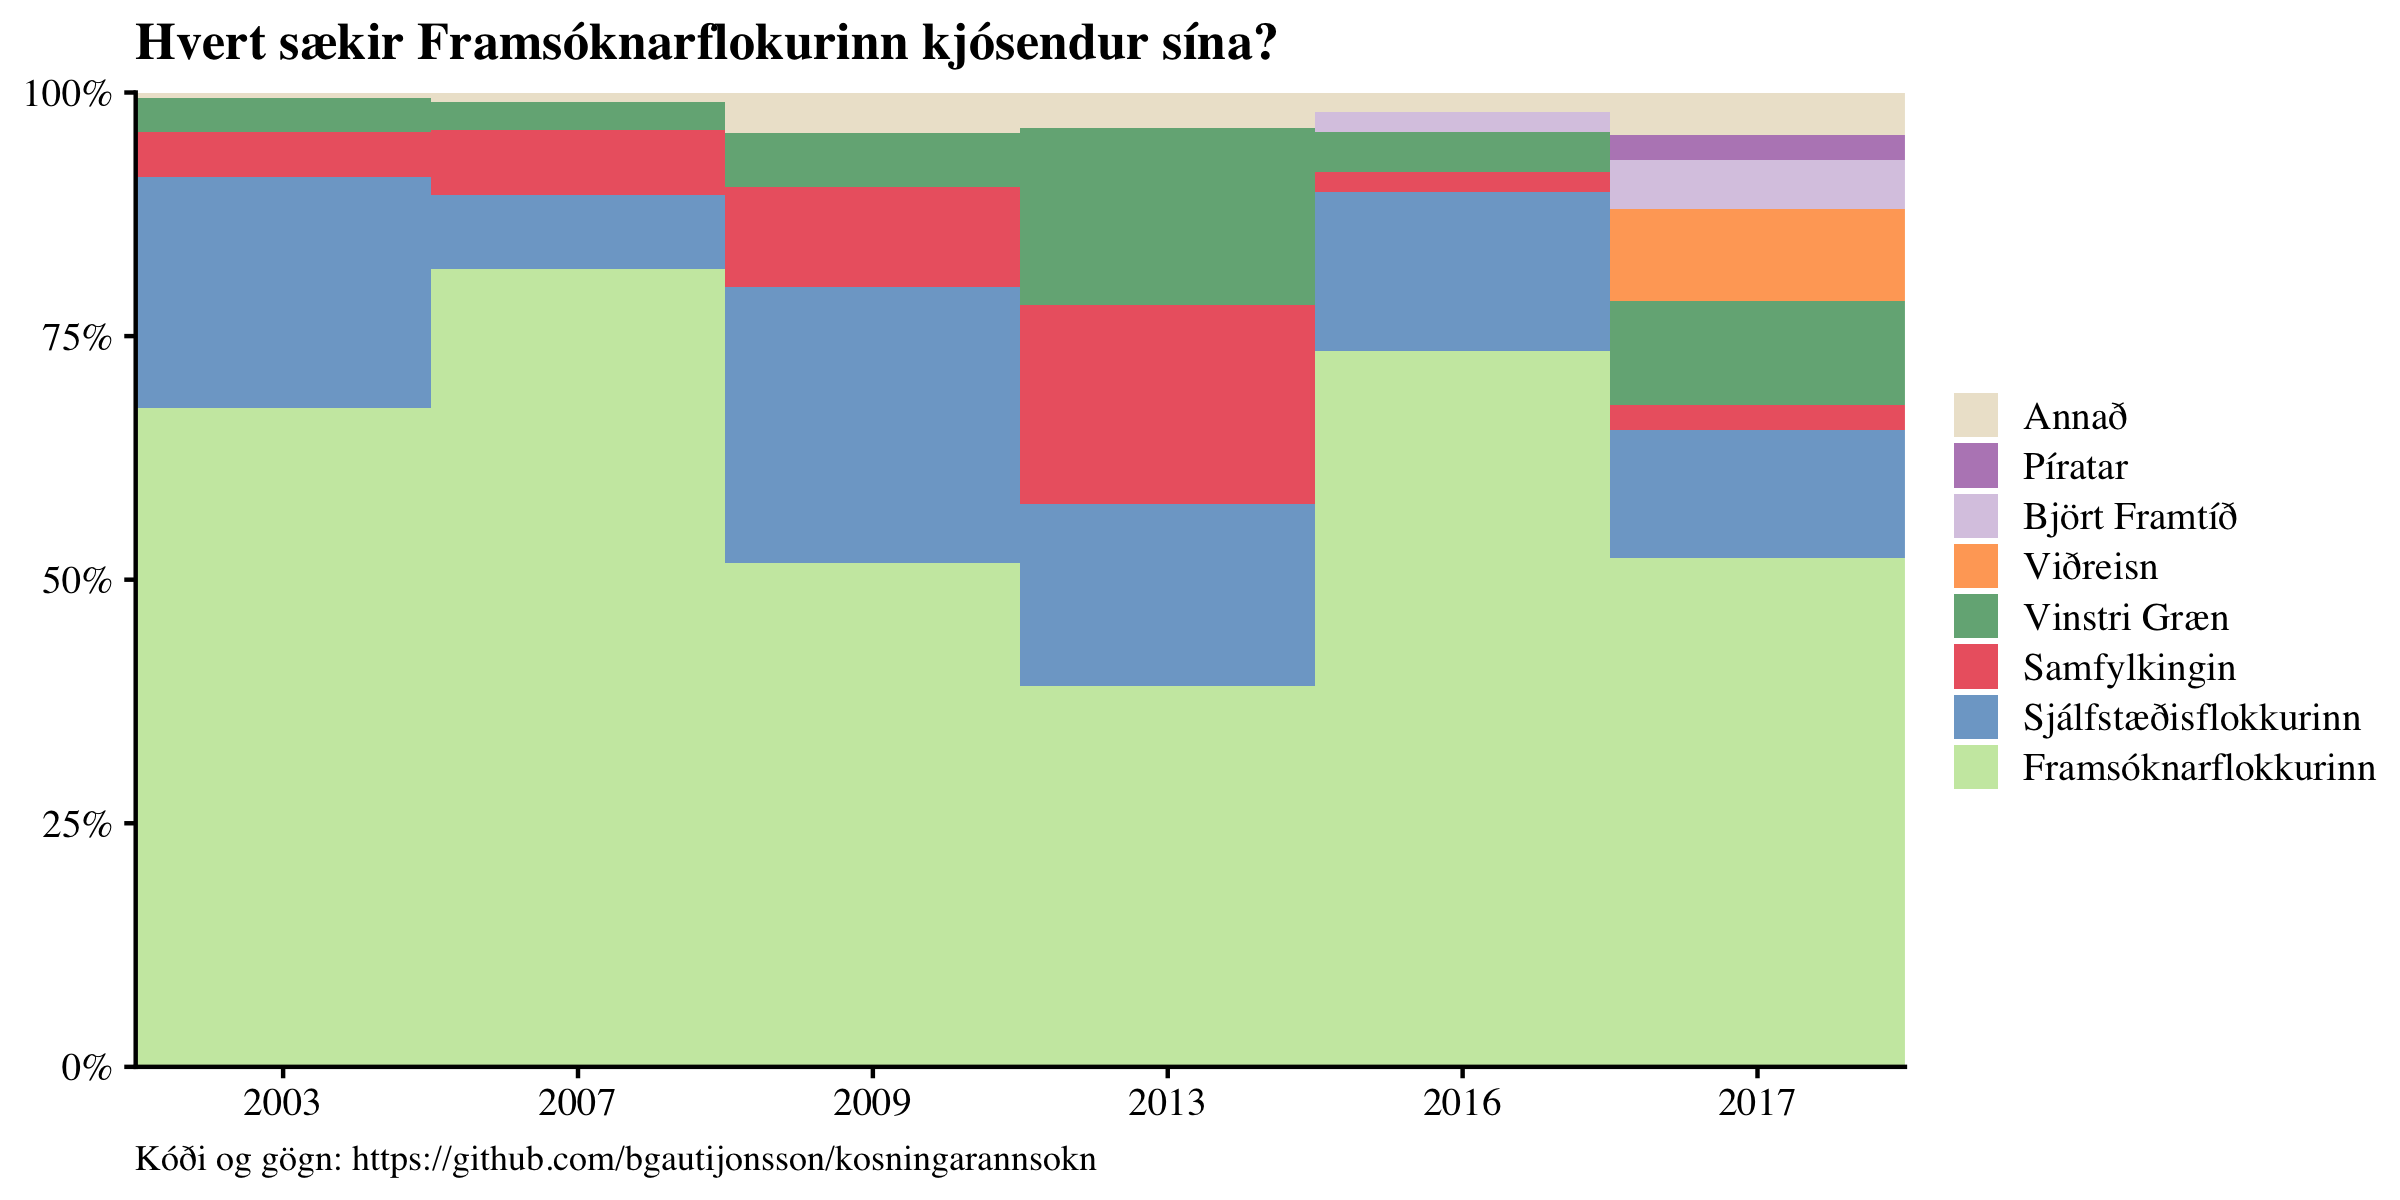 Hvert sækir Framsóknarflokurinn kjósendur sína?
100%
75%
50%
25%
0%
2003
2007
2009
2013
2016
2017
Annað
Píratar
Björt Framtíð
Viðreisn
Vinstri Græn
Samfylkingin
Sjálfstæðisflokkurinn
Framsóknarflokkurinn
Kóði og gögn: https://github.com/bgautijonsson/kosningarannsokn